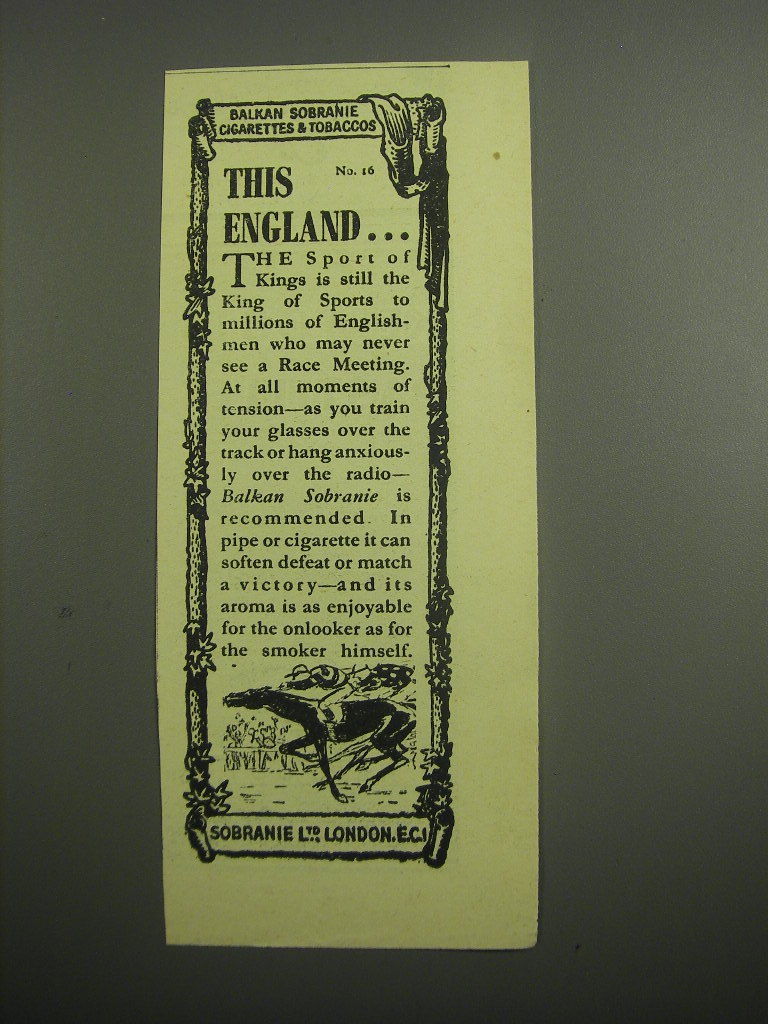 BALKAN SOBRANIE
CIGARETTES & TOBACCOS
No. 16
THIS
ENGLAND...
THE Sport of
Kings is still the
King of Sports to
millions of English-
men who may never
see a Race Meeting.
At all moments of
tension—as you train
your glasses over the
track or hang anxious-
ly over the radio—
Balkan Sobranie is
recommended. In
pipe or cigarette it can
soften defeat or match
a victory—and its
aroma is as enjoyable
for the onlooker as for
the smoker himself.
SOBRANIE LTD. LONDON. E.C.1